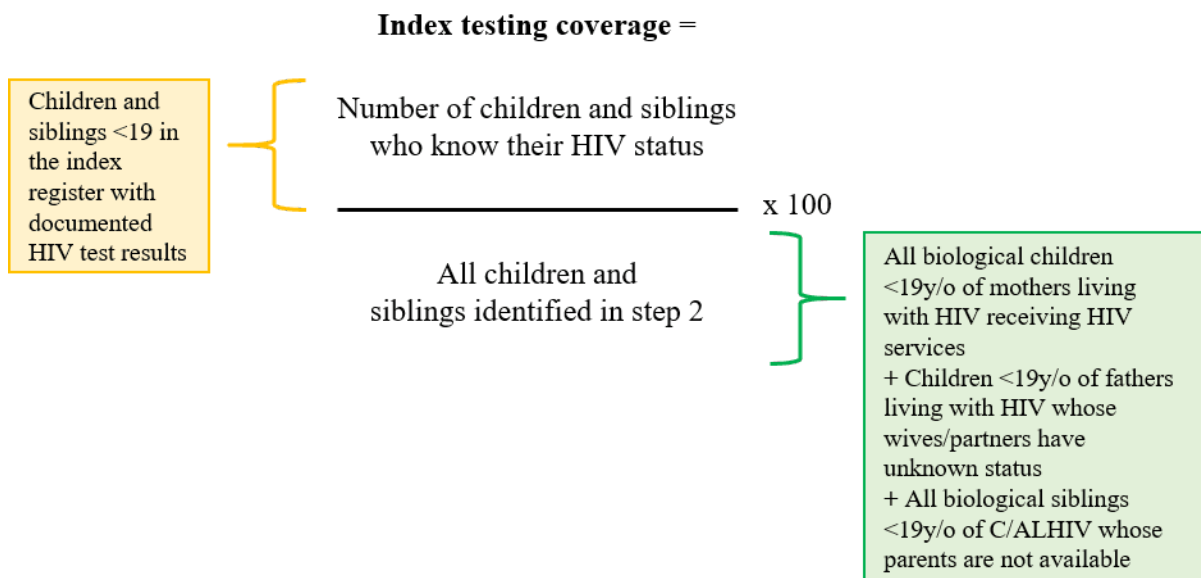 Index testing coverage =
Children and
siblings <19 in
the index
register with
documented
HIV test results
Number of children and siblings
who know their HIV status
x 100
All children and
siblings identified in step 2
All biological children
<19y/o of mothers living
with HIV receiving HIV
services
+ Children <19y/o of fathers
living with HIV whose
wives/partners have
unknown status
+ All biological siblings
<19y/o of C/ALHIV whose
parents are not available